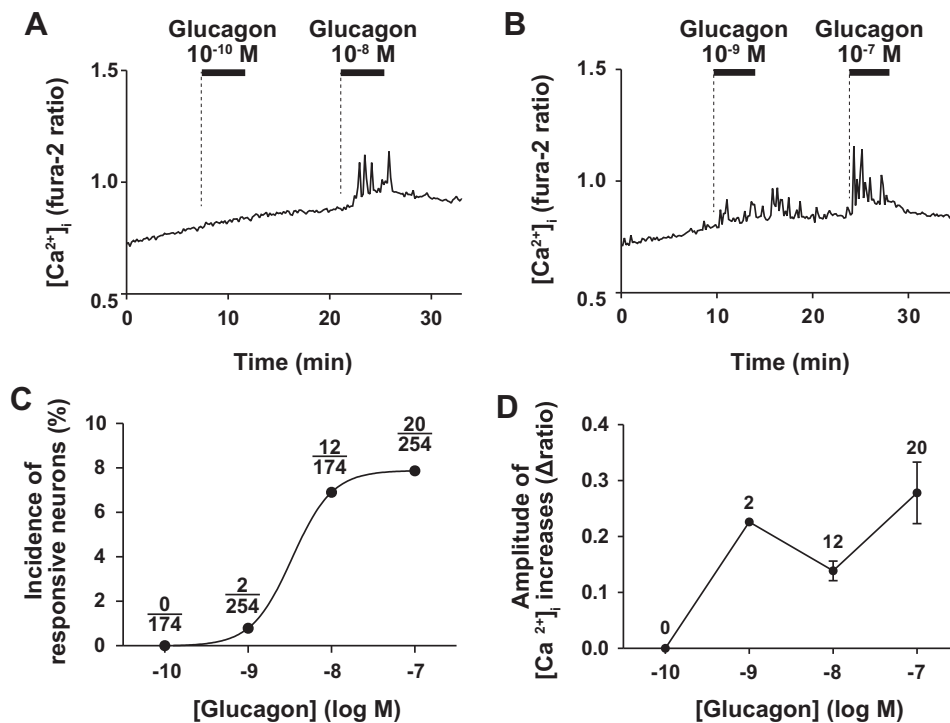 A
Glucagon
10⁻¹⁰ M
Glucagon
10⁻⁸ M
[Ca²⁺]ᵢ (fura-2 ratio)
1.5
1.0
0.5
0 10 20 30
Time (min)
B
Glucagon
10⁻⁹ M
Glucagon
10⁻⁷ M
[Ca²⁺]ᵢ (fura-2 ratio)
1.5
1.0
0.5
0 10 20 30
Time (min)
C
Incidence of
responsive neurons (%)
10
8
6
4
2
0
0/174
2/254
12/174
20/254
-10 -9 -8 -7
[Glucagon] (log M)
D
Amplitude of
[Ca ²⁺]ᵢ increases (Δratio)
0.4
0.3
0.2
0.1
0.0
0
2
12
20
-10 -9 -8 -7
[Glucagon] (log M)